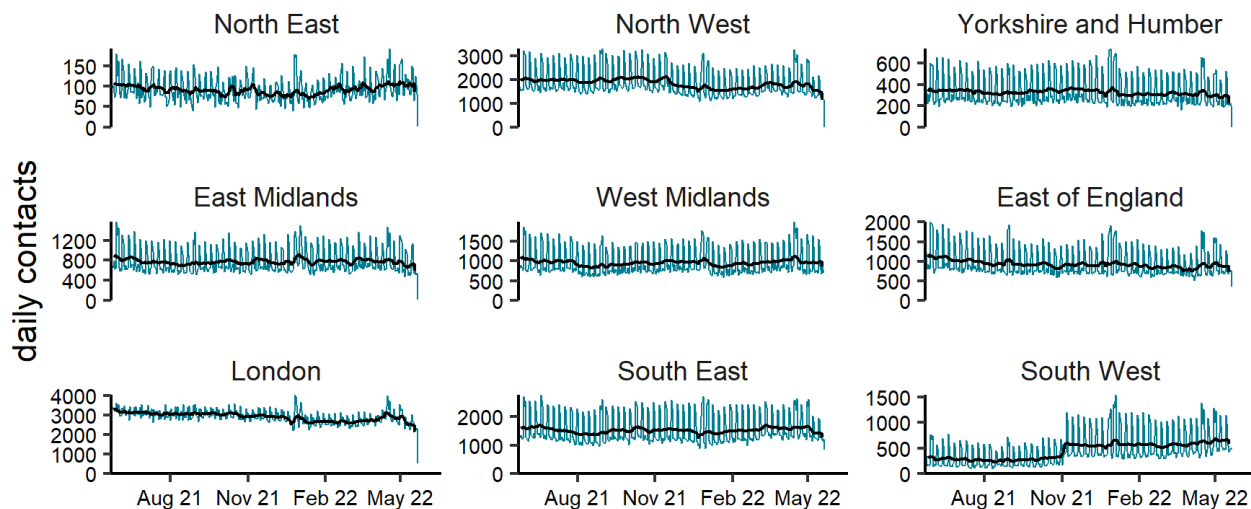 North East
North West
Yorkshire and Humber
150
100
50
0
3000
2000
1000
0
600
400
200
0
daily contacts
East Midlands
West Midlands
East of England
1200
800
400
0
1500
1000
500
0
2000
1500
1000
500
0
London
South East
South West
4000
3000
2000
1000
0
2000
1000
0
1500
1000
500
0
Aug 21 Nov 21 Feb 22 May 22
Aug 21 Nov 21 Feb 22 May 22
Aug 21 Nov 21 Feb 22 May 22